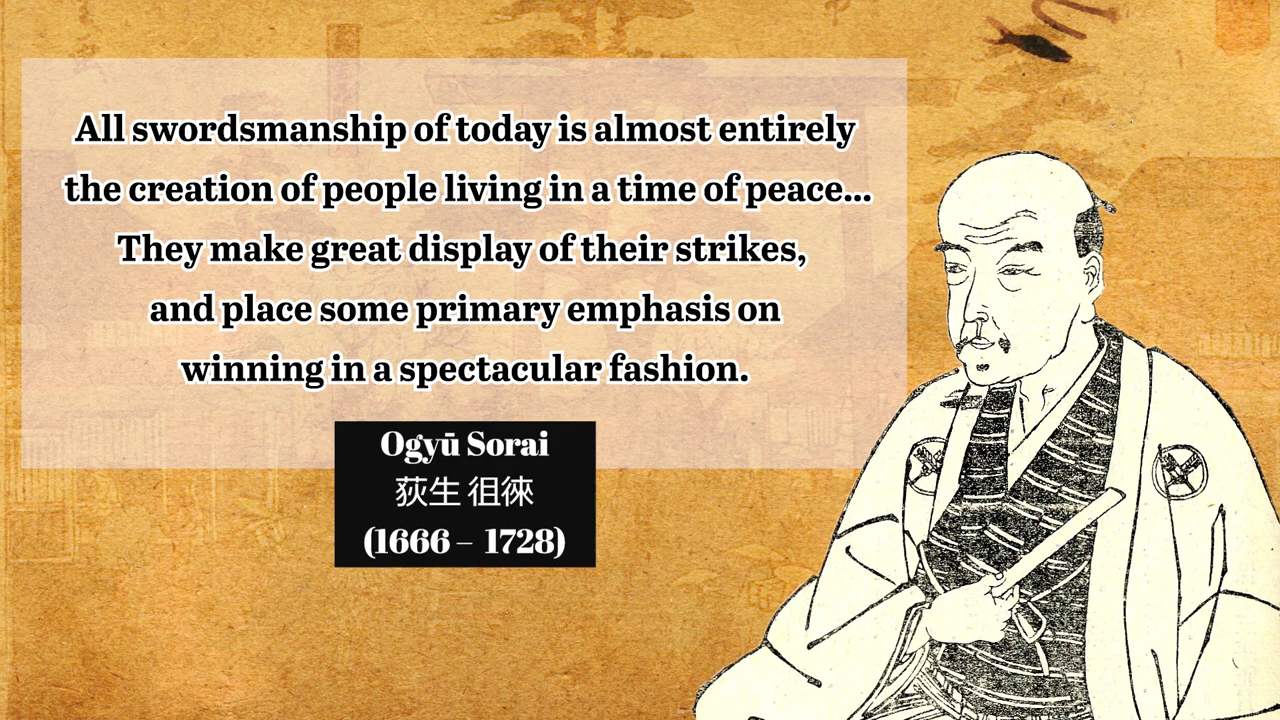 All swordsmanship of today is almost entirely
the creation of people living in a time of peace...
They make great display of their strikes,
and place some primary emphasis on
winning in a spectacular fashion.
Ogyū Sorai
荻生 徂徠
(1666 – 1728)